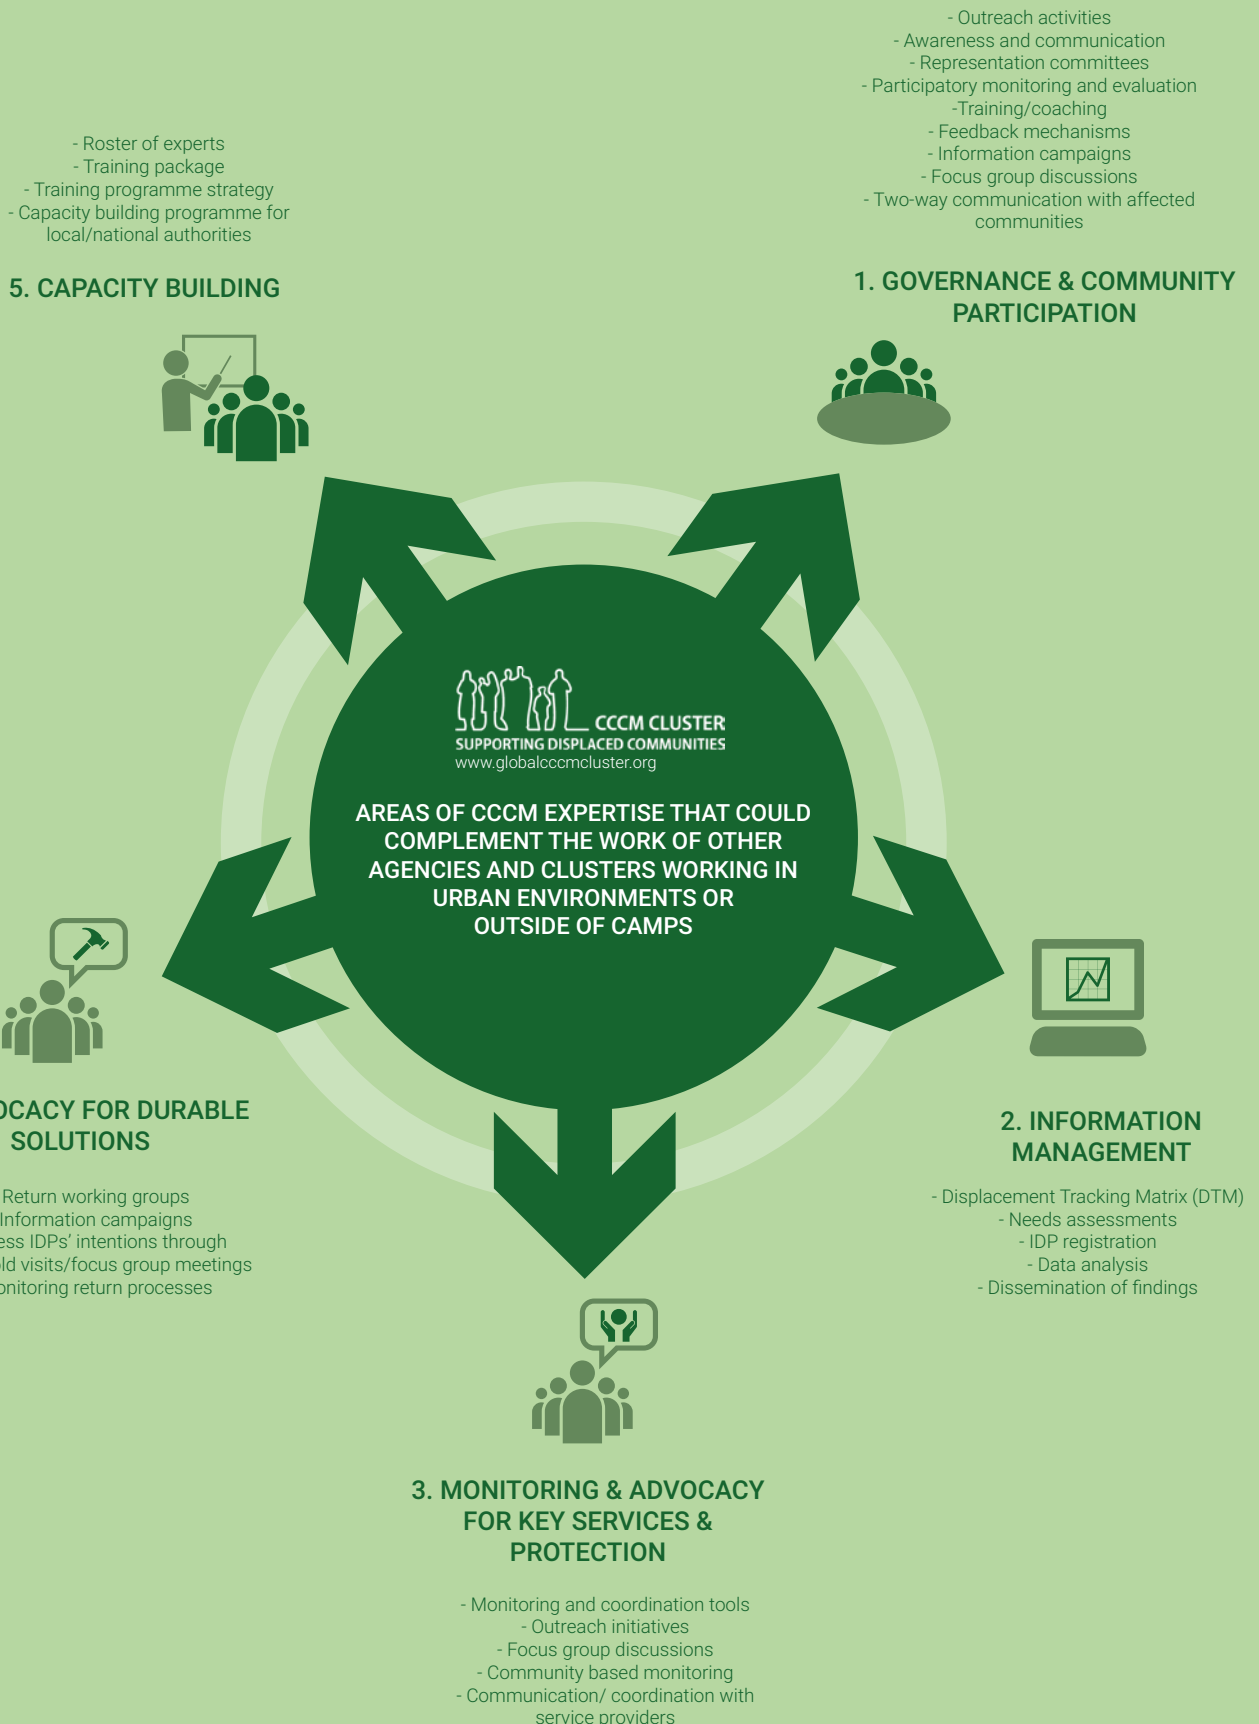 - Outreach activities
- Awareness and communication
- Representation committees
- Participatory monitoring and evaluation
-Training/coaching
- Feedback mechanisms
- Information campaigns
- Focus group discussions
- Two-way communication with affected
communities
1. GOVERNANCE & COMMUNITY
PARTICIPATION
- Roster of experts
- Training package
- Training programme strategy
- Capacity building programme for
local/national authorities
5. CAPACITY BUILDING
CCCM CLUSTER
SUPPORTING DISPLACED COMMUNITIES
www.globalcccmcluster.org
AREAS OF CCCM EXPERTISE THAT COULD
COMPLEMENT THE WORK OF OTHER
AGENCIES AND CLUSTERS WORKING IN
URBAN ENVIRONMENTS OR
OUTSIDE OF CAMPS
FOR DURABLE
SOLUTIONS
Return working groups
Information campaigns
IDPs' intentions through
visits/focus group meetings
return processes
2. INFORMATION
MANAGEMENT
- Displacement Tracking Matrix (DTM)
- Needs assessments
- IDP registration
- Data analysis
- Dissemination of findings
3. MONITORING & ADVOCACY
FOR KEY SERVICES &
PROTECTION
- Monitoring and coordination tools
- Outreach initiatives
- Focus group discussions
- Community based monitoring
- Communication/ coordination with
service providers